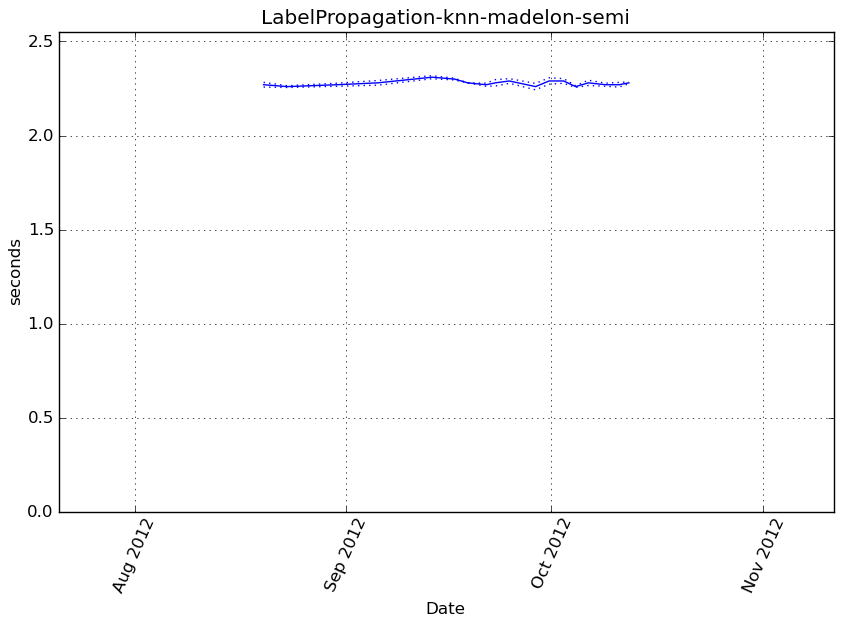 LabelPropagation-knn-madelon-semi
2.5
2.0
1.5
1.0
0.5
0.0
seconds
Aug 2012
Sep 2012
Oct 2012
Nov 2012
Date